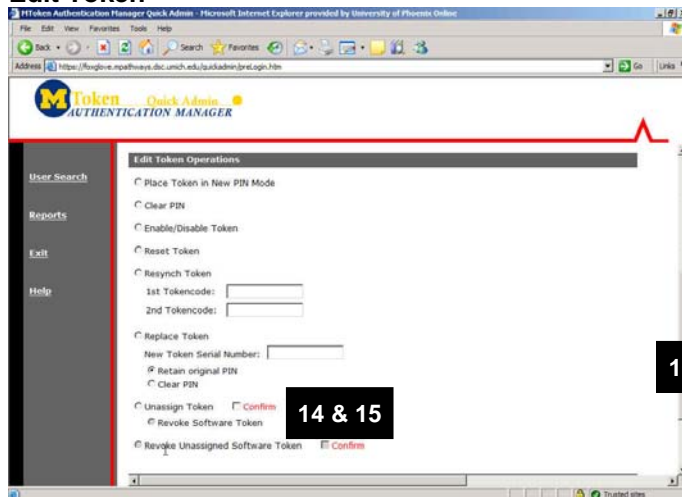 Edit Token
MToken Authentication Manager Quick Admin - Microsoft Internet Explorer provided by University of Phoenix Online
File Edit View Favorites Tools Help
Back Search Favorites
Address https://foxglove.mpathways.dsc.umich.edu/quickadmin/preLogin.htm Go Links
M Token Quick Admin
AUTHENTICATION MANAGER
Edit Token Operations
User Search
Place Token in New PIN Mode
Clear PIN
Reports
Enable/Disable Token
Exit
Reset Token
Resynch Token
Help
1st Tokencode:
2nd Tokencode:
Replace Token
New Token Serial Number:
Retain original PIN
1
Clear PIN
Unassign Token Confirm
14 & 15
Revoke Software Token
Revoke Unassigned Software Token Confirm
Trusted sites